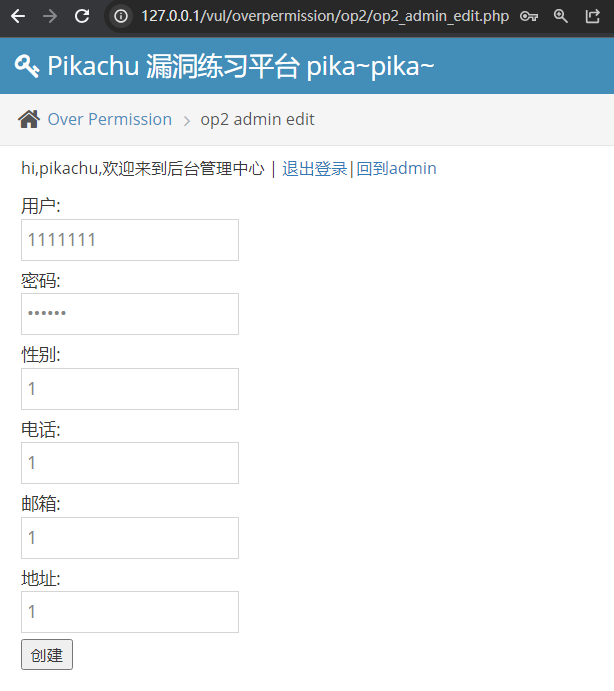 127.0.0.1/vul/overpermission/op2/op2_admin_edit.php
Pikachu 漏洞练习平台 pika~pika~
Over Permission > op2 admin edit
hi,pikachu,欢迎来到后台管理中心 | 退出登录|回到admin
用户:
1111111
密码:
••••••
性别:
1
电话:
1
邮箱:
1
地址:
1
创建